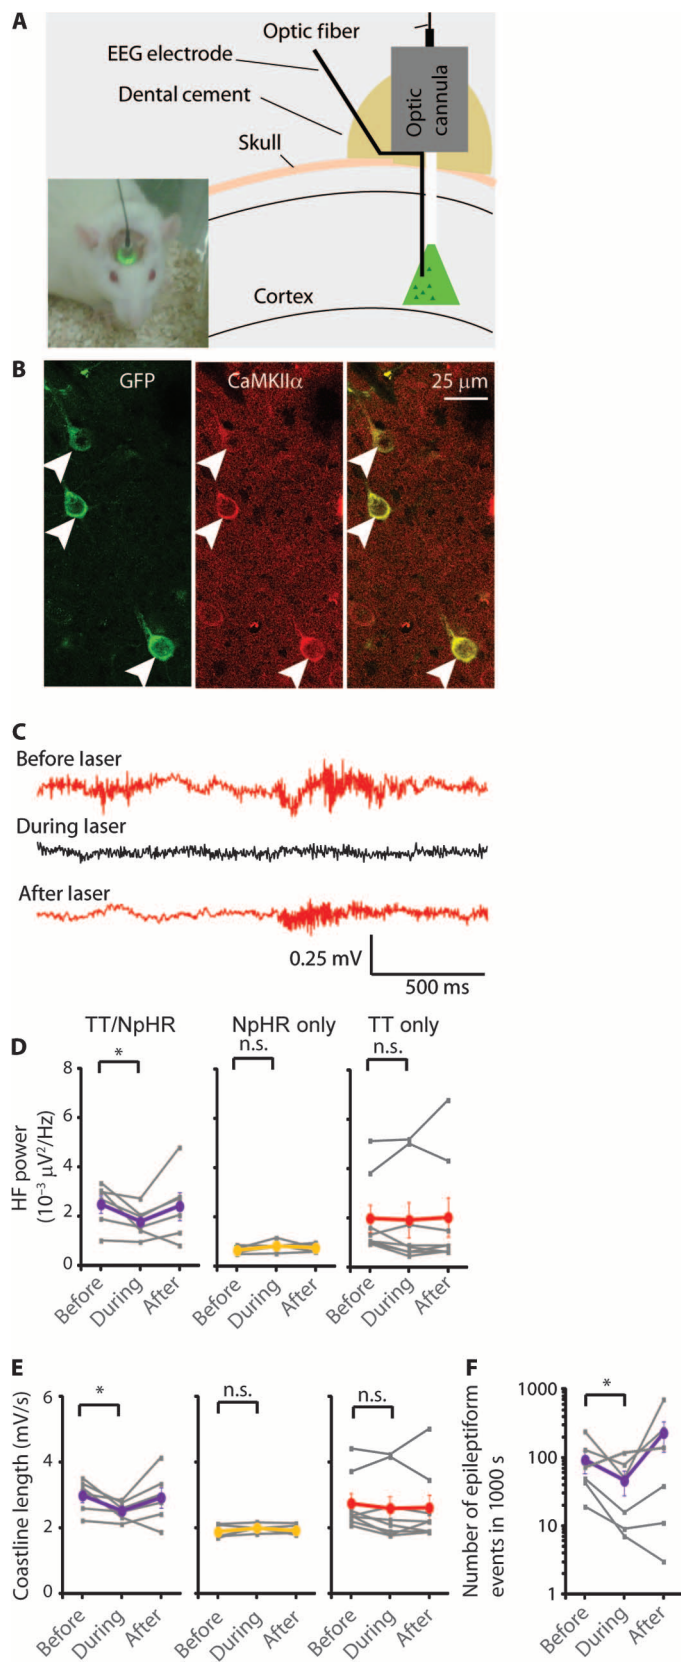 A
Optic fiber
EEG electrode
Dental cement
Optic
cannula
Skull
Cortex
B
GFP
CaMKIIα
25 μm
C
Before laser
During laser
After laser
0.25 mV
500 ms
TT/NpHR
NpHR only
TT only
D
*
n.s.
n.s.
HF power
(10⁻³ μV²/Hz)
8
6
4
2
0
Before
During
After
Before
During
After
Before
During
After
E
*
n.s.
n.s.
Coastline length (mV/s)
6
4
2
0
Before
During
After
Before
During
After
Before
During
After
F
*
Number of epileptiform
events in 1000 s
1000
100
10
1
Before
During
After